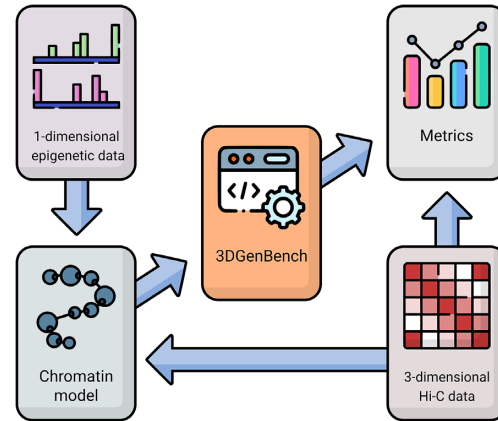 1-dimensional
epigenetic data
Metrics
</>
3DGenBench
Chromatin
model
3-dimensional
Hi-C data